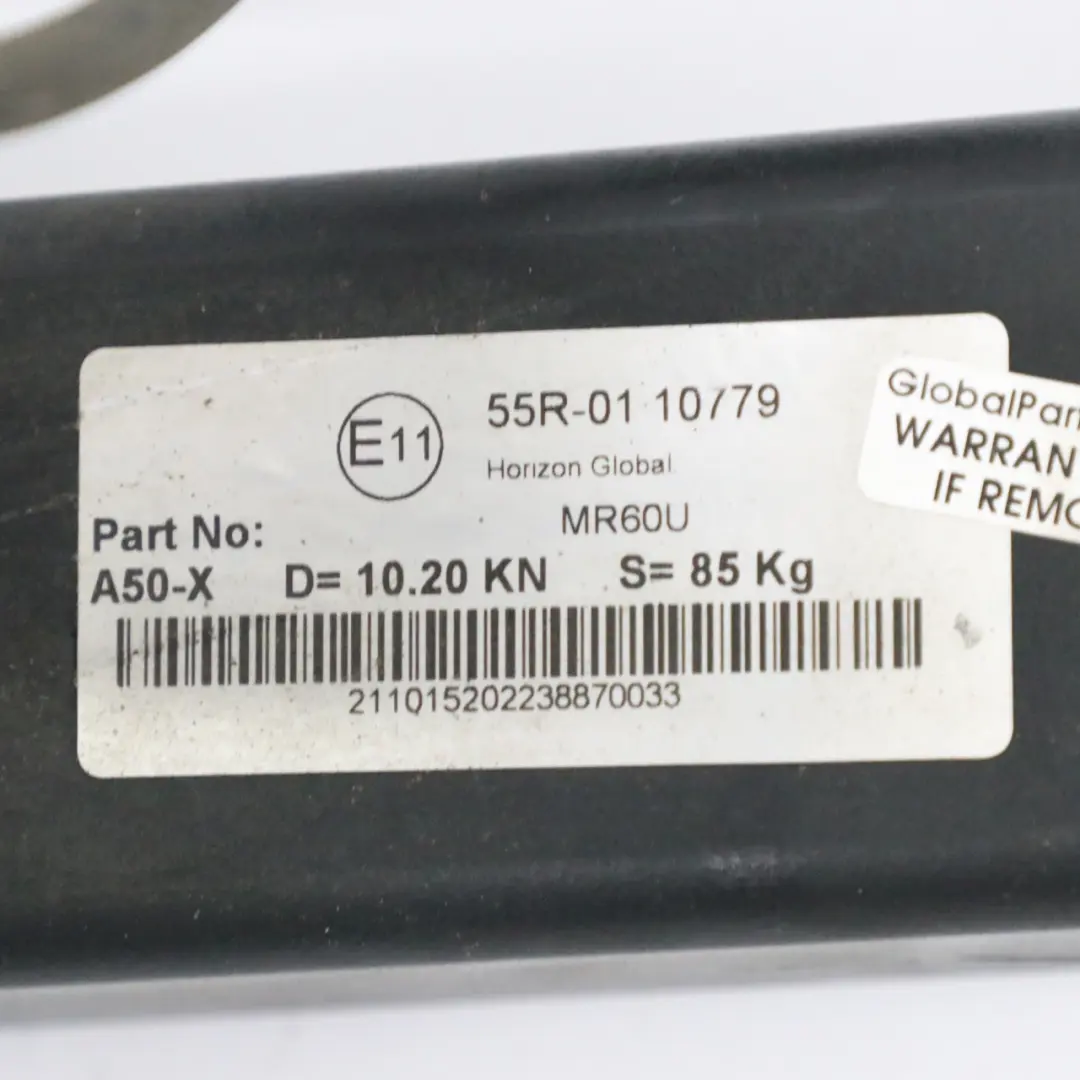 E11
55R-01 10779
Horizon Global
Part No:
MR60U
A50-X D= 10.20 KN S= 85 Kg
211015202238870033
GlobalPar
WARRAN
IF REMO